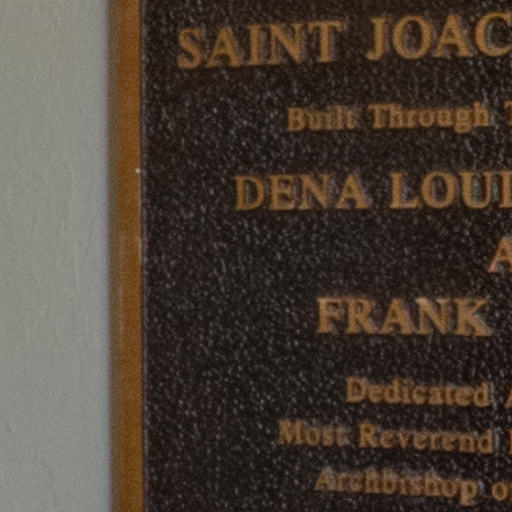 SAINT JOAC
Built Through
DENA LOUI
A
FRANK
Dedicated
Most Reverend
Archbishop o